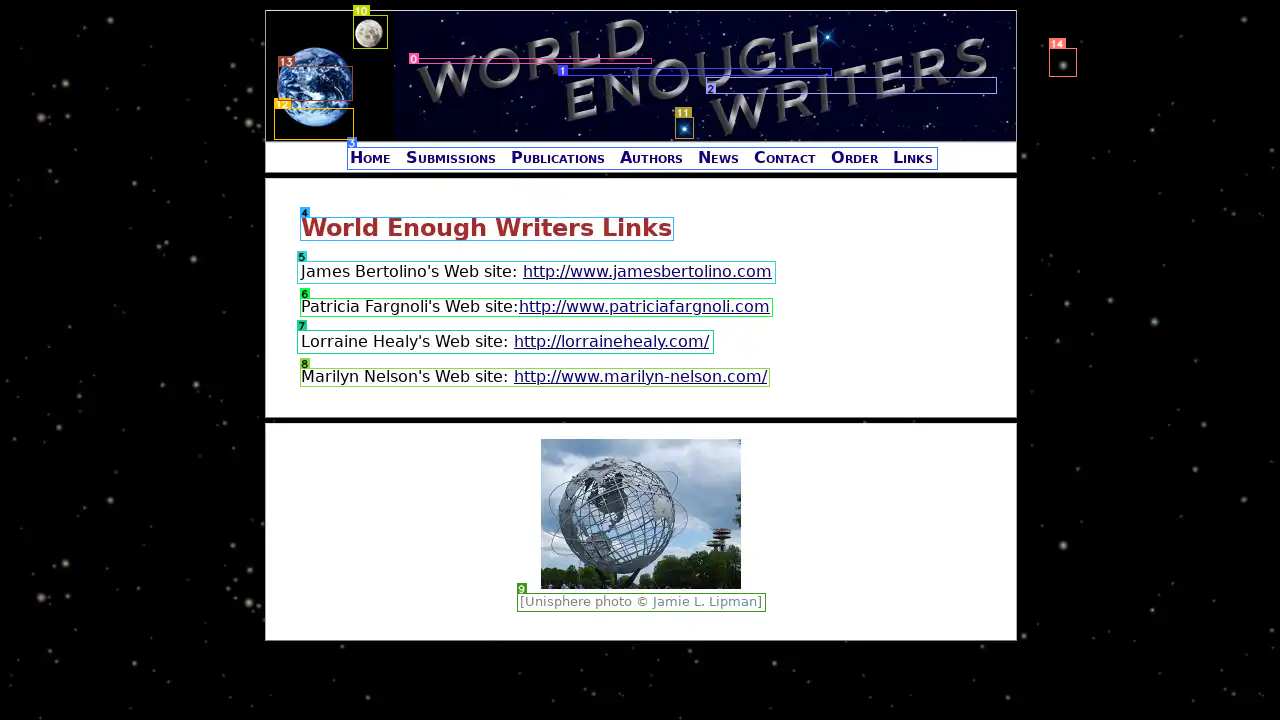 WORLD
ENOUGH
WRITERS
Home Submissions Publications Authors News Contact Order Links
World Enough Writers Links
James Bertolino's Web site: http://www.jamesbertolino.com
Patricia Fargnoli's Web site:http://www.patriciafargnoli.com
Lorraine Healy's Web site: http://lorrainehealy.com/
Marilyn Nelson's Web site: http://www.marilyn-nelson.com/
[Unisphere photo © Jamie L. Lipman]